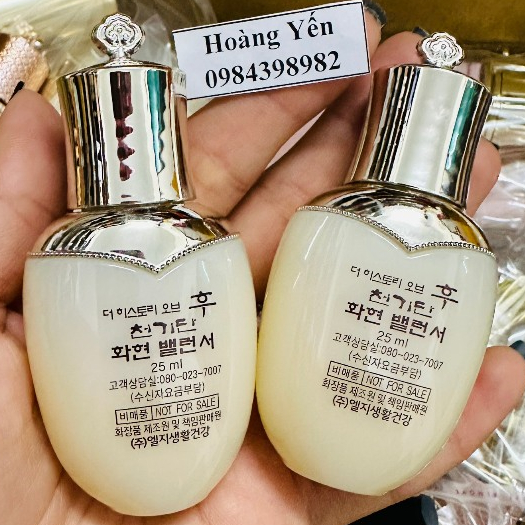 Hoàng Yến
0984398982
더 히스토리 오브 후
천기단
화현 밸런서
25 ml
고객상담실:080-023-7007
(수신자요금부담)
비매품 NOT FOR SALE
화장품 제조원 및 책임판매원
(주)엘지생활건강
더 히스토리 오브 후
천기단
화현 밸런서
25 ml
고객상담실:080-023-7007
(수신자요금부담)
비매품 NOT FOR SALE
화장품 제조원 및 책임판매원
(주)엘지생활건강